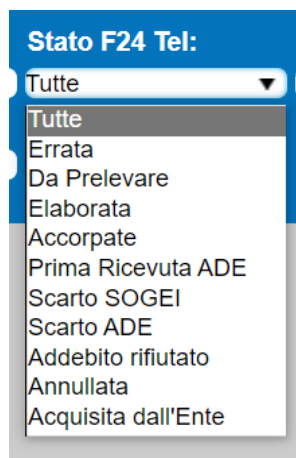 Stato F24 Tel:
Tutte
Tutte
Errata
Da Prelevare
Elaborata
Accorpate
Prima Ricevuta ADE
Scarto SOGEI
Scarto ADE
Addebito rifiutato
Annullata
Acquisita dall'Ente